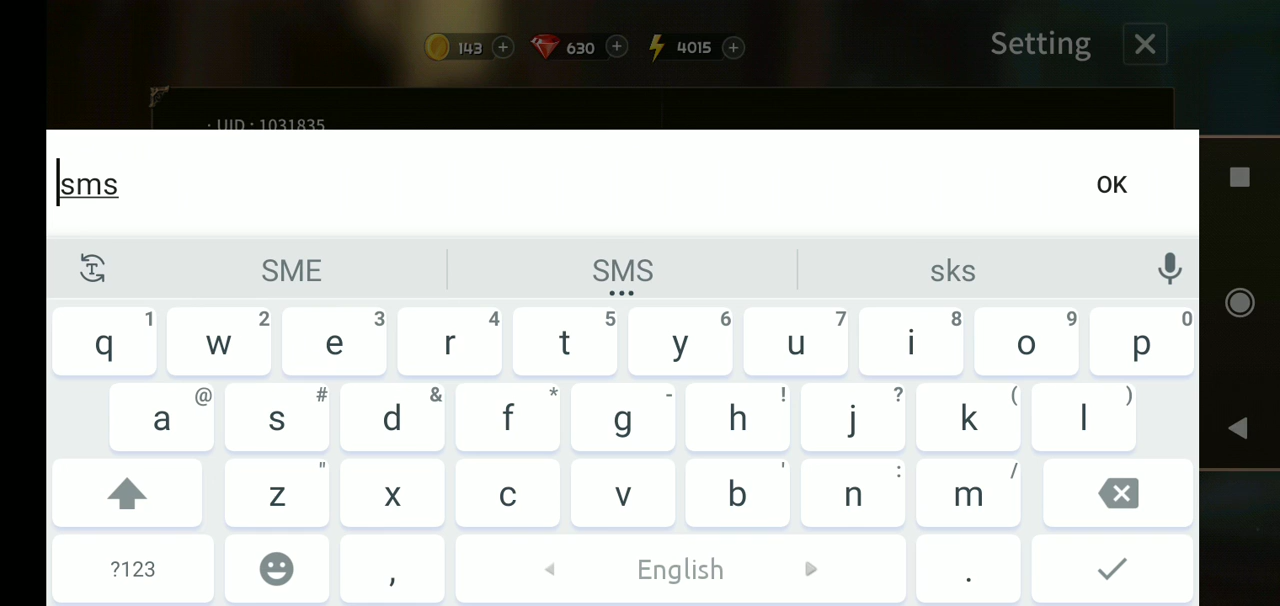 143 + 630 + 4015 + Setting
· UID : 1031835
sms OK
SME SMS sks
q 1 w 2 e 3 r 4 t 5 y 6 u 7 i 8 o 9 p 0
a @ s # d & f * g - h ! j ? k ( l )
z " x c v b ' n : m /
?123 , English .